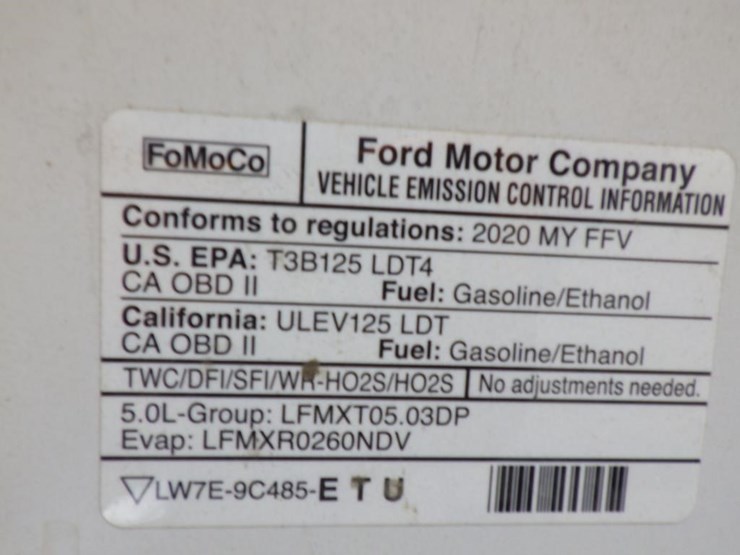 FoMoCo
Ford Motor Company
VEHICLE EMISSION CONTROL INFORMATION
Conforms to regulations: 2020 MY FFV
U.S. EPA: T3B125 LDT4
CA OBD II Fuel: Gasoline/Ethanol
California: ULEV125 LDT
CA OBD II Fuel: Gasoline/Ethanol
TWC/DFI/SFI/WR-HO2S/HO2S No adjustments needed.
5.0L-Group: LFMXT05.03DP
Evap: LFMXR0260NDV
LW7E-9C485-E T U